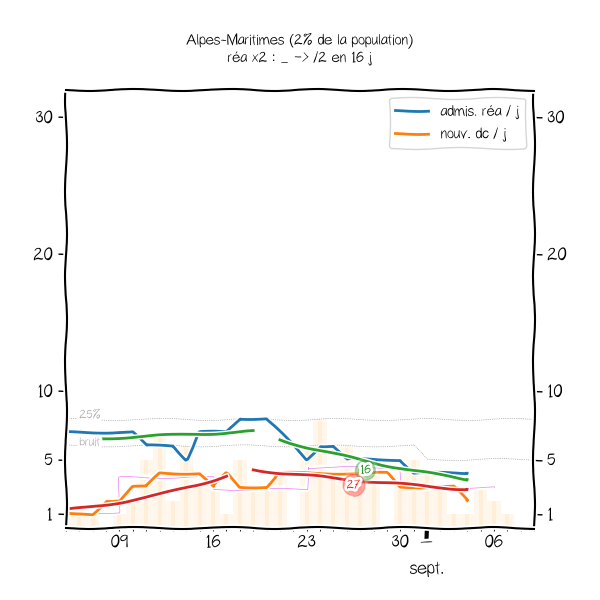 Alpes-Maritimes (2% de la population)
réa x2 : _ -> /2 en 16 j
admis. réa / j
nouv. dc / j
30 30
20 20
10 10
25%
bruit
5 5
16
27
1 1
09 16 23 30 _ 06
sept.